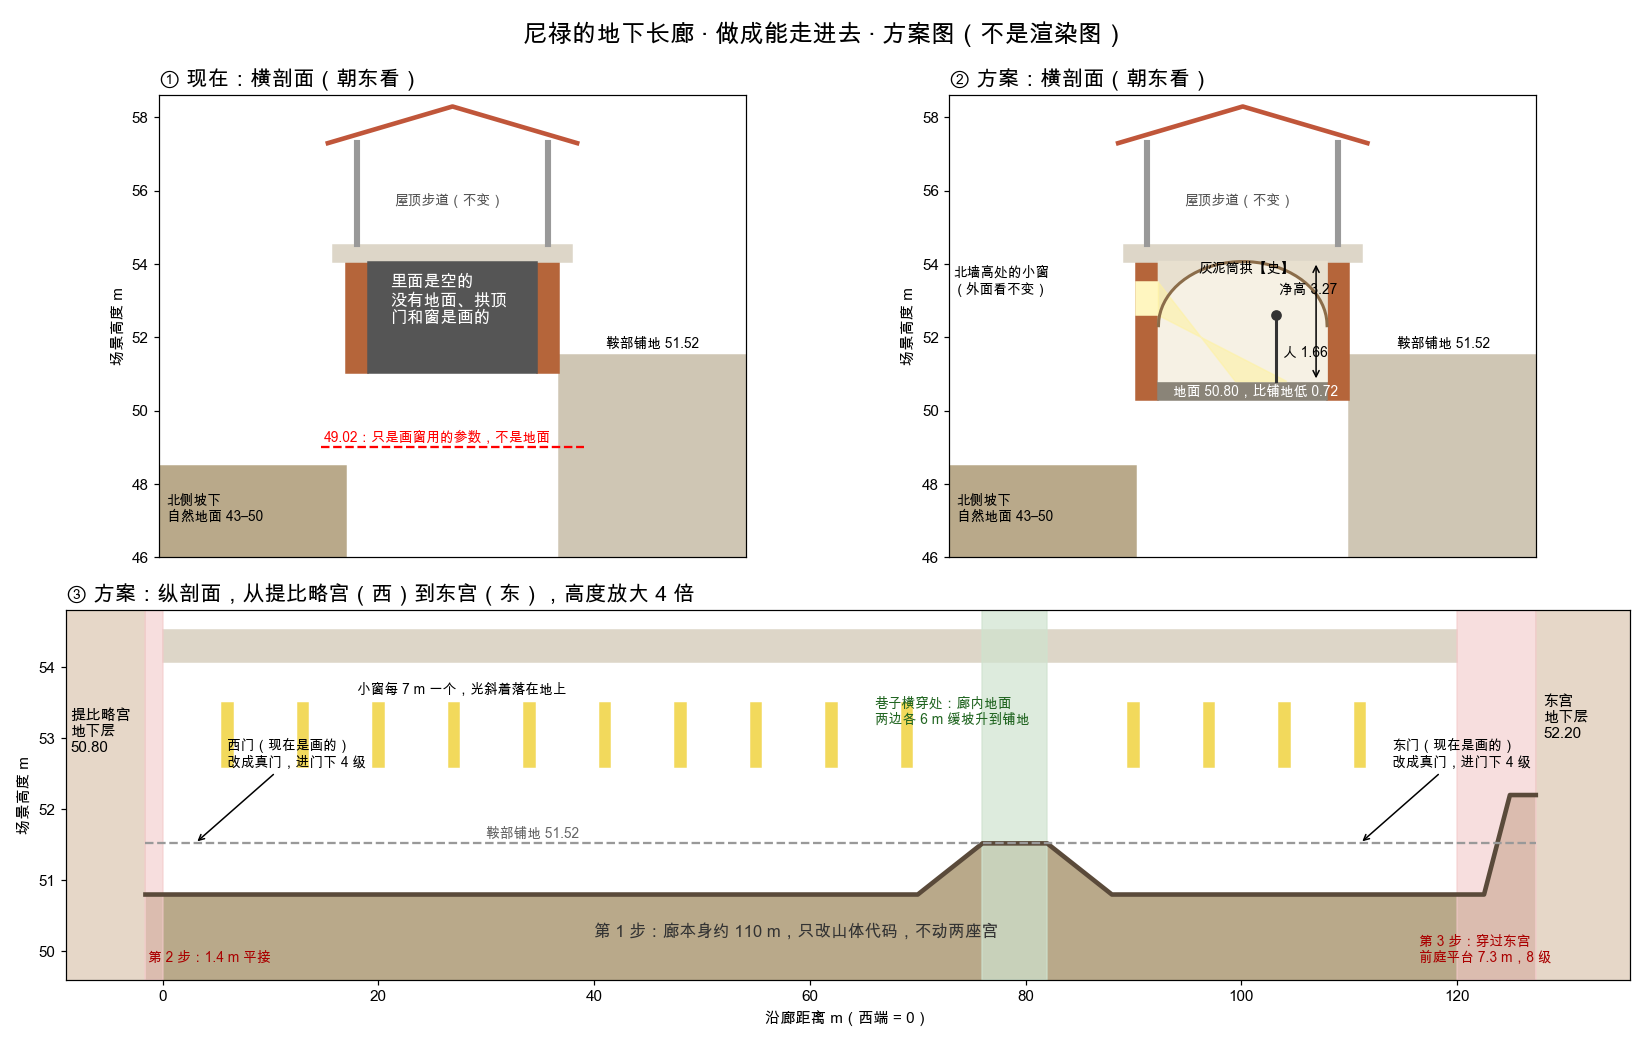 尼禄的地下长廊 · 做成能走进去 · 方案图（不是渲染图）
① 现在：横剖面（朝东看）
58
56
54
52
50
48
46
场景高度 m
屋顶步道（不变）
里面是空的
没有地面、拱顶
门和窗是画的
鞍部铺地 51.52
49.02：只是画窗用的参数，不是地面
北侧坡下
自然地面 43–50
② 方案：横剖面（朝东看）
58
56
54
52
50
48
46
场景高度 m
屋顶步道（不变）
北墙高处的小窗
（外面看不变）
灰泥筒拱【史】
净高 3.27
人 1.66
鞍部铺地 51.52
地面 50.80，比铺地低 0.72
北侧坡下
自然地面 43–50
③ 方案：纵剖面，从提比略宫（西）到东宫（东），高度放大 4 倍
54
53
52
51
50
场景高度 m
提比略宫
地下层
50.80
小窗每 7 m 一个，光斜着落在地上
西门（现在是画的）
改成真门，进门下 4 级
巷子横穿处：廊内地面
两边各 6 m 缓坡升到铺地
东门（现在是画的）
改成真门，进门下 4 级
东宫
地下层
52.20
鞍部铺地 51.52
第 1 步：廊本身约 110 m，只改山体代码，不动两座宫
第 2 步：1.4 m 平接
第 3 步：穿过东宫
前庭平台 7.3 m，8 级
0
20
40
60
80
100
120
沿廊距离 m（西端 = 0）